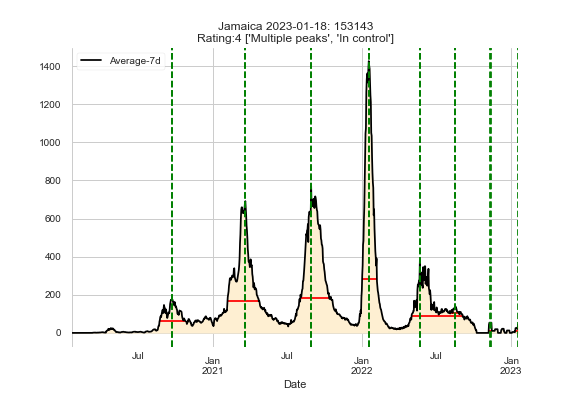 Jamaica 2023-01-18: 153143
Rating:4 ['Multiple peaks', 'In control']
Average-7d
1400
1200
1000
800
600
400
200
0
Jul Jan Jul Jan Jul Jan
2021 2022 2023
Date